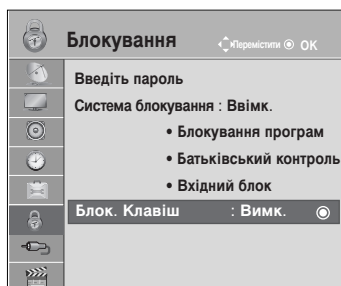 Блокування
Перемістити OK
Введіть пароль
Система блокування : Ввімк.
• Блокування програм
• Батьківський контроль
• Вхідний блок
Блок. Клавіш : Вимк.